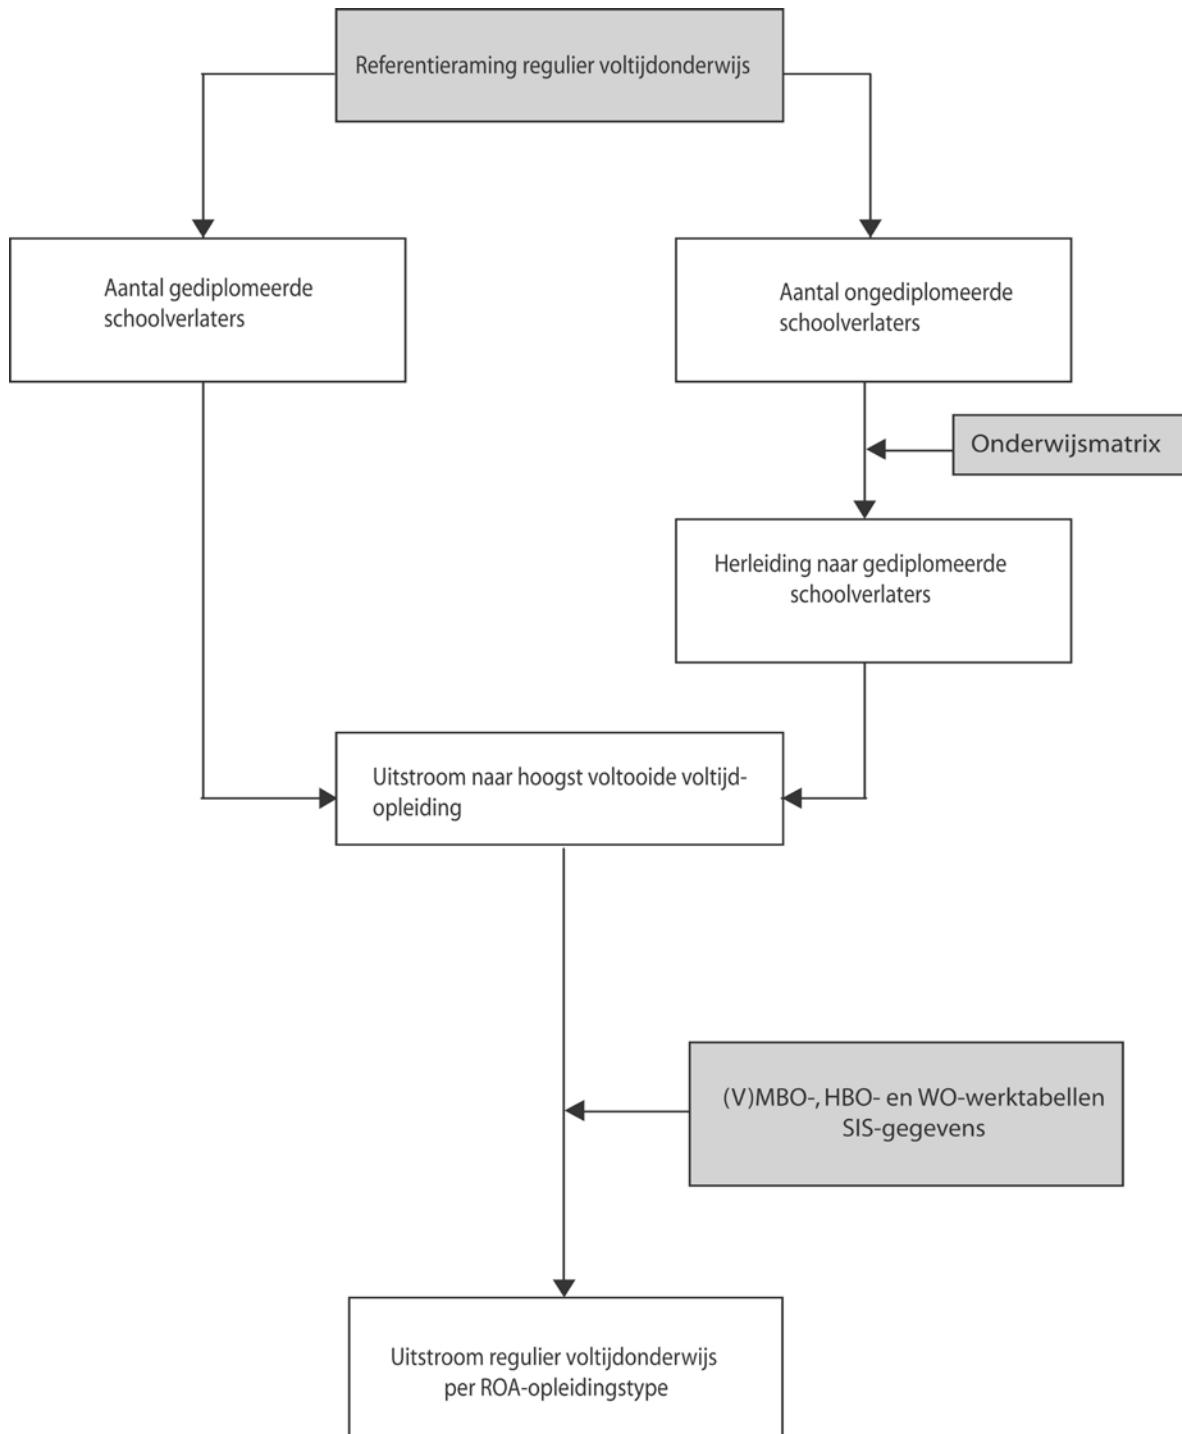 Referentieraming regulier voltijdonderwijs
Aantal gediplomeerde
schoolverlaters
Aantal ongediplomeerde
schoolverlaters
Onderwijsmatrix
Herleiding naar gediplomeerde
schoolverlaters
Uitstroom naar hoogst voltooide voltijd-
opleiding
(V)MBO-, HBO- en WO-werktabellen
SIS-gegevens
Uitstroom regulier voltijdonderwijs
per ROA-opleidingstype